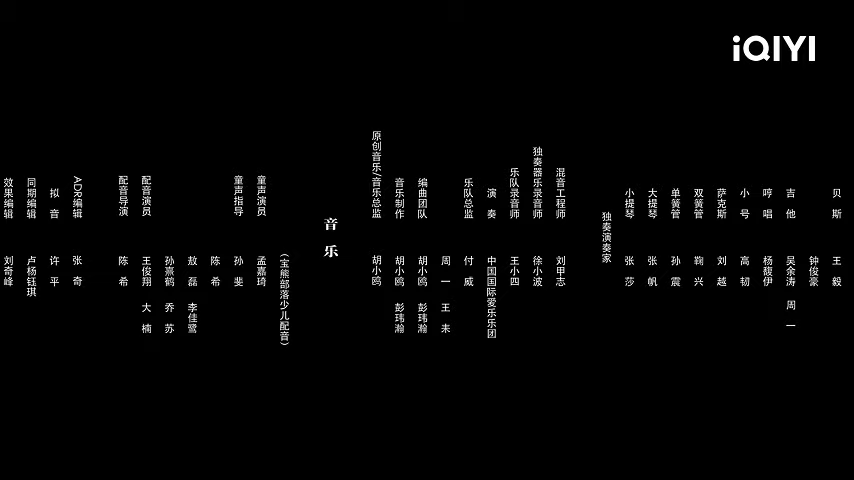 iQIYI
效果编辑 刘奇峰
同期编辑 卢杨钰琪
拟音 许平
ADR编辑 张奇
配音导演 陈希
配音演员 王俊翔 大楠
孙熹鹤 乔苏
敖磊 李佳鹭
陈希
童声指导 孙斐
童声演员 孟嘉琦
（宝熊部落少儿配音）
音乐
原创音乐/音乐总监 胡小鸥
音乐制作 胡小鸥 彭玮瀚
编曲团队 胡小鸥 彭玮瀚
周一 王未
乐队总监 付威
演奏 中国国际爱乐乐团
乐队录音师 王小四
独奏器乐录音师 徐小波
混音工程师 刘甲志
独奏演奏家
小提琴 张莎
大提琴 张帆
单簧管 孙震
双簧管 鞠兴
萨克斯 刘越
小号 高韧
哼唱 杨馥伊
吉他 吴余涛 周一
钟俊豪
贝斯 王毅